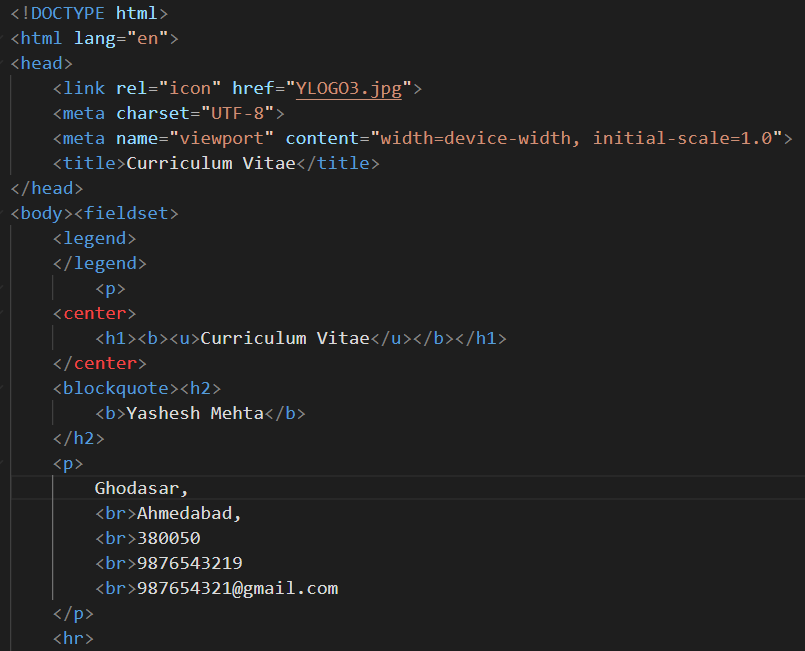 <!DOCTYPE html>
<html lang="en">
<head>
    <link rel="icon" href="YLOGO3.jpg">
    <meta charset="UTF-8">
    <meta name="viewport" content="width=device-width, initial-scale=1.0">
    <title>Curriculum Vitae</title>
</head>
<body><fieldset>
    <legend>
    </legend>
        <p>
    <center>
        <h1><b><u>Curriculum Vitae</u></b></h1>
    </center>
    <blockquote><h2>
        <b>Yashesh Mehta</b>
    </h2>
    <p>
        Ghodasar,
        <br>Ahmedabad,
        <br>380050
        <br>9876543219
        <br>987654321@gmail.com
    </p>
    <hr>